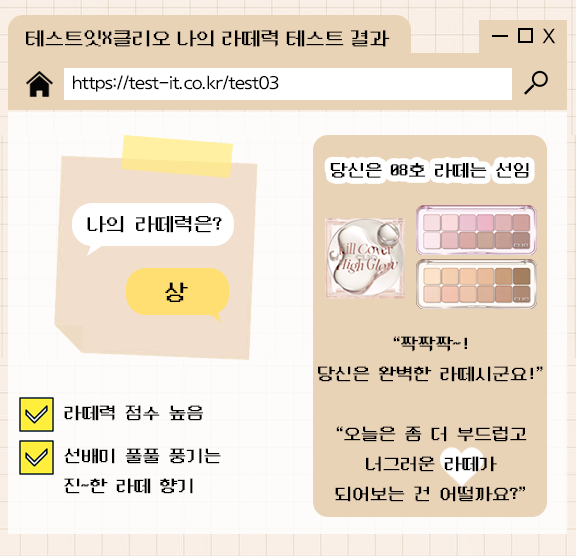 테스트잇X클리오 나의 라떼력 테스트 결과
X
https://test-it.co.kr/test03
나의 라떼력은?
상
라떼력 점수 높음
선배미 풀풀 풍기는
진~한 라떼 향기
당신은 08호 라떼는 선임
Kill Cover
CLIO
High Glow
CLIO
CLIO
“짝짝짝~!
당신은 완벽한 라떼시군요!”
“오늘은 좀 더 부드럽고
너그러운 라떼가
되어보는 건 어떨까요?”